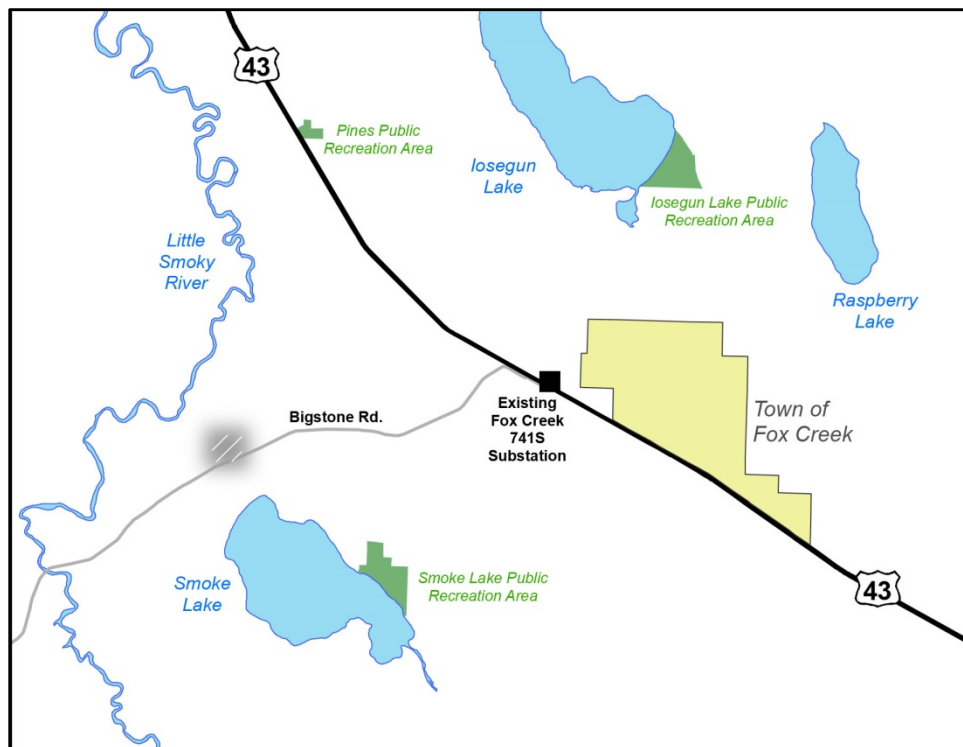 43
Pines Public
Recreation Area
Iosegun
Lake
Iosegun Lake Public
Recreation Area
Little
Smoky
River
Raspberry
Lake
Bigstone Rd.
Existing
Fox Creek
741S
Substation
Town of
Fox Creek
Smoke
Lake
Smoke Lake Public
Recreation Area
43